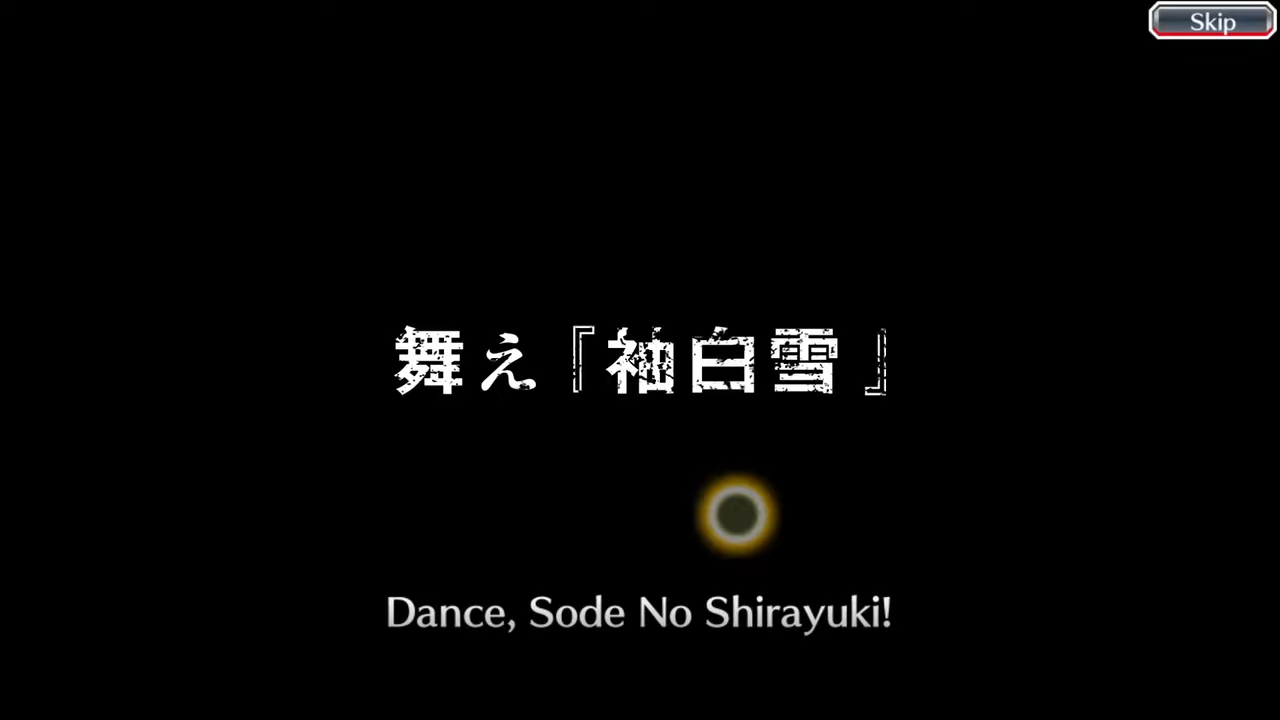 Skip
舞え『袖白雪』
Dance, Sode No Shirayuki!